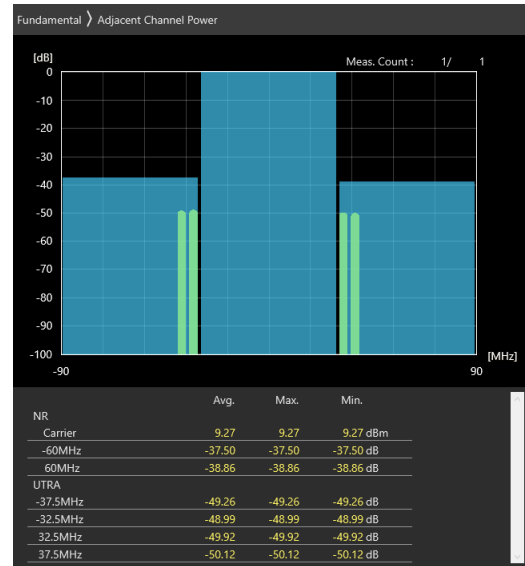 Fundamental 〉 Adjacent Channel Power
[dB]
Meas. Count : 1/ 1
0
-10
-20
-30
-40
-50
-60
-70
-80
-90
-100
[MHz]
-90 90
Avg. Max. Min.
NR
Carrier 9.27 9.27 9.27 dBm
-60MHz -37.50 -37.50 -37.50 dB
60MHz -38.86 -38.86 -38.86 dB
UTRA
-37.5MHz -49.26 -49.26 -49.26 dB
-32.5MHz -48.99 -48.99 -48.99 dB
32.5MHz -49.92 -49.92 -49.92 dB
37.5MHz -50.12 -50.12 -50.12 dB